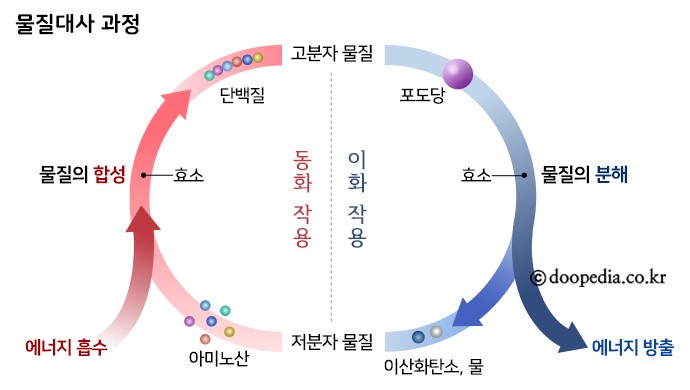 물질대사 과정
고분자 물질
단백질
포도당
물질의 합성
효소
동화 작용
이화 작용
효소
물질의 분해
ⓒ doopedia.co.kr
에너지 흡수
아미노산
저분자 물질
이산화탄소, 물
에너지 방출